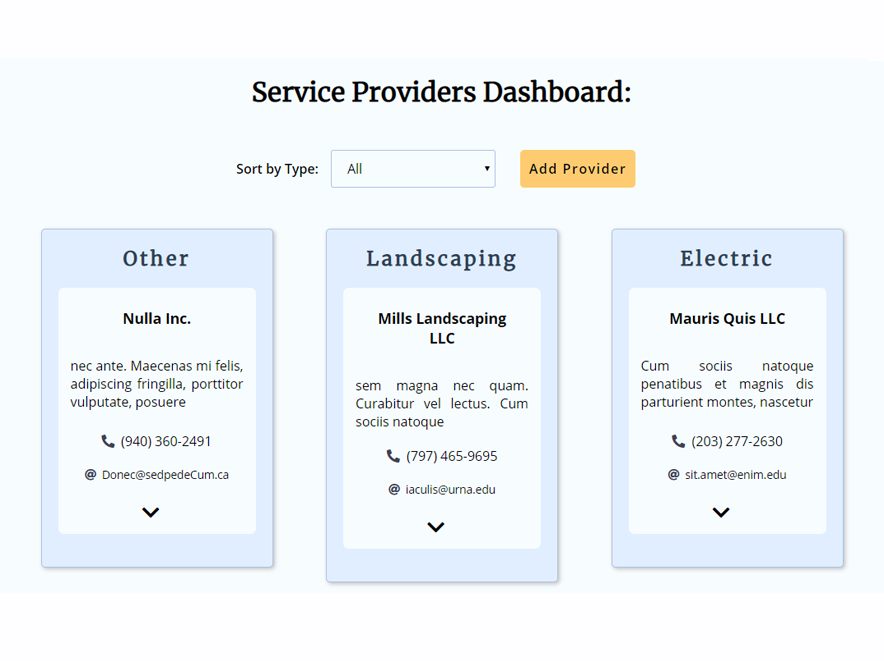 Service Providers Dashboard:
Sort by Type: All Add Provider
Other
Nulla Inc.
nec ante. Maecenas mi felis,
adipiscing fringilla, porttitor
vulputate, posuere
(940) 360-2491
@ Donec@sedpedeCum.ca
Landscaping
Mills Landscaping
LLC
sem magna nec quam.
Curabitur vel lectus. Cum
sociis natoque
(797) 465-9695
@ iaculis@urna.edu
Electric
Mauris Quis LLC
Cum sociis natoque
penatibus et magnis dis
parturient montes, nascetur
(203) 277-2630
@ sit.amet@enim.edu